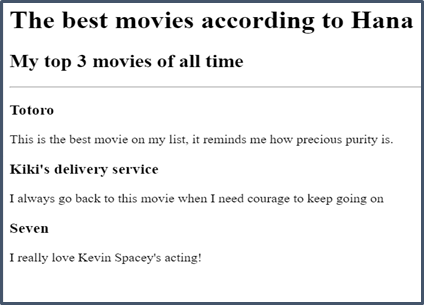 The best movies according to Hana
My top 3 movies of all time
Totoro
This is the best movie on my list, it reminds me how precious purity is.
Kiki's delivery service
I always go back to this movie when I need courage to keep going on
Seven
I really love Kevin Spacey's acting!